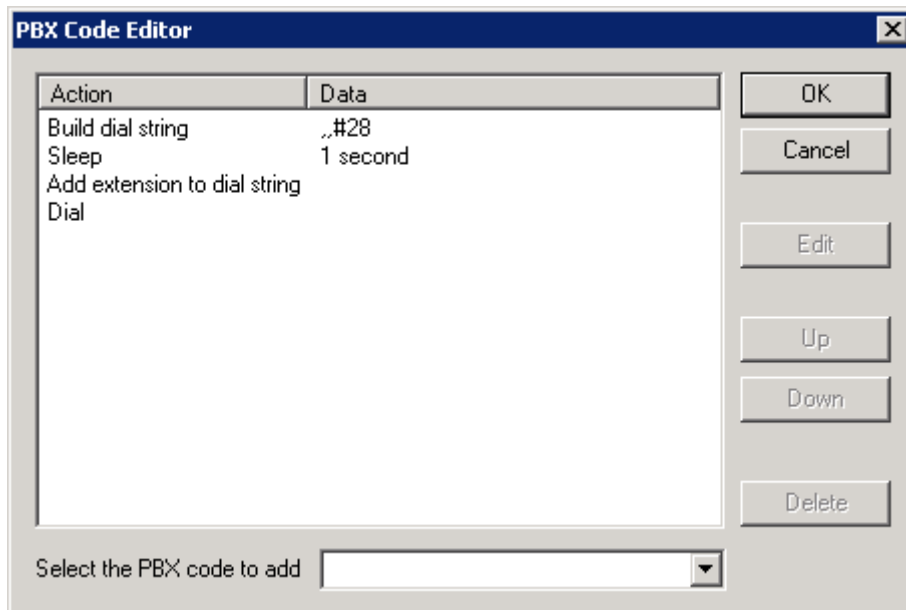 PBX Code Editor
Action Data
Build dial string ,,#28
Sleep 1 second
Add extension to dial string
Dial
OK
Cancel
Edit
Up
Down
Delete
Select the PBX code to add